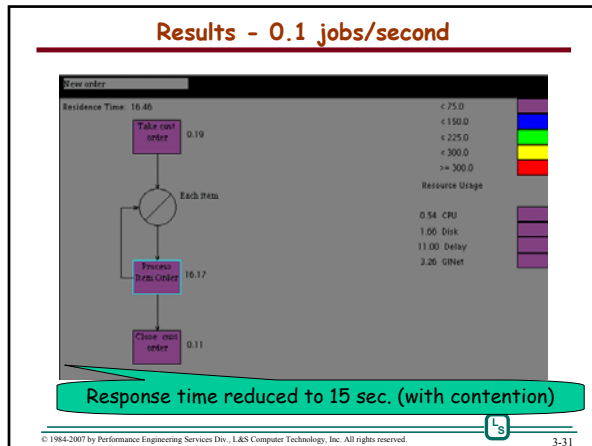 Results - 0.1 jobs/second
New order
Residence Time: 16.46
Take cust
order
0.19
Each item
Process
Item Order
16.17
Close cust
order
0.11
< 75.0
< 150.0
< 225.0
< 300.0
>= 300.0
Resource Usage
0.54 CPU
1.66 Disk
11.00 Delay
3.26 GINet
Response time reduced to 15 sec. (with contention)
© 1984-2007 by Performance Engineering Services Div., L&S Computer Technology, Inc. All rights reserved.
L
S
3-31